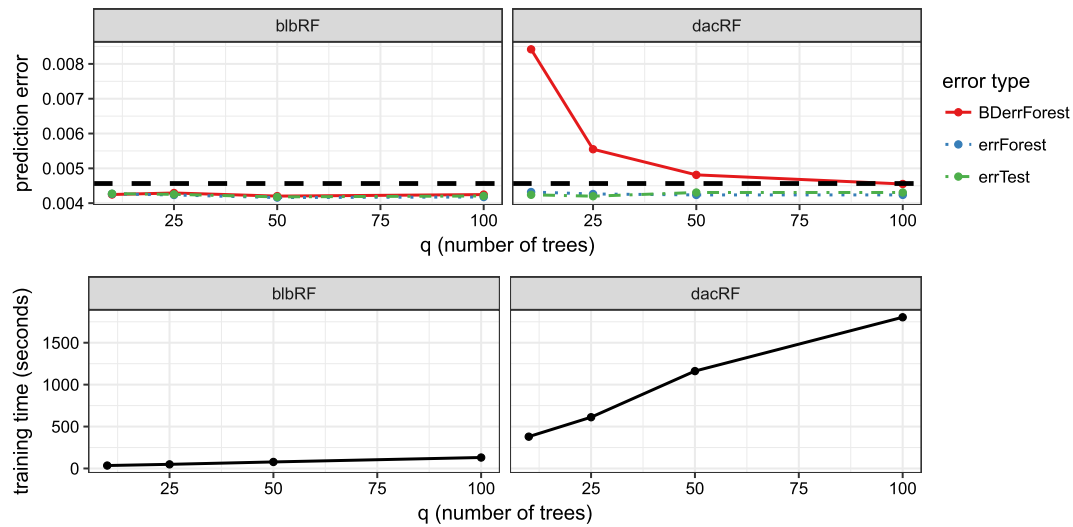 blbRF
dacRF
prediction error
0.008
0.007
0.006
0.005
0.004
25
50
75
100
25
50
75
100
q (number of trees)
error type
BDerrForest
errForest
errTest
blbRF
dacRF
training time (seconds)
1500
1000
500
0
25
50
75
100
25
50
75
100
q (number of trees)